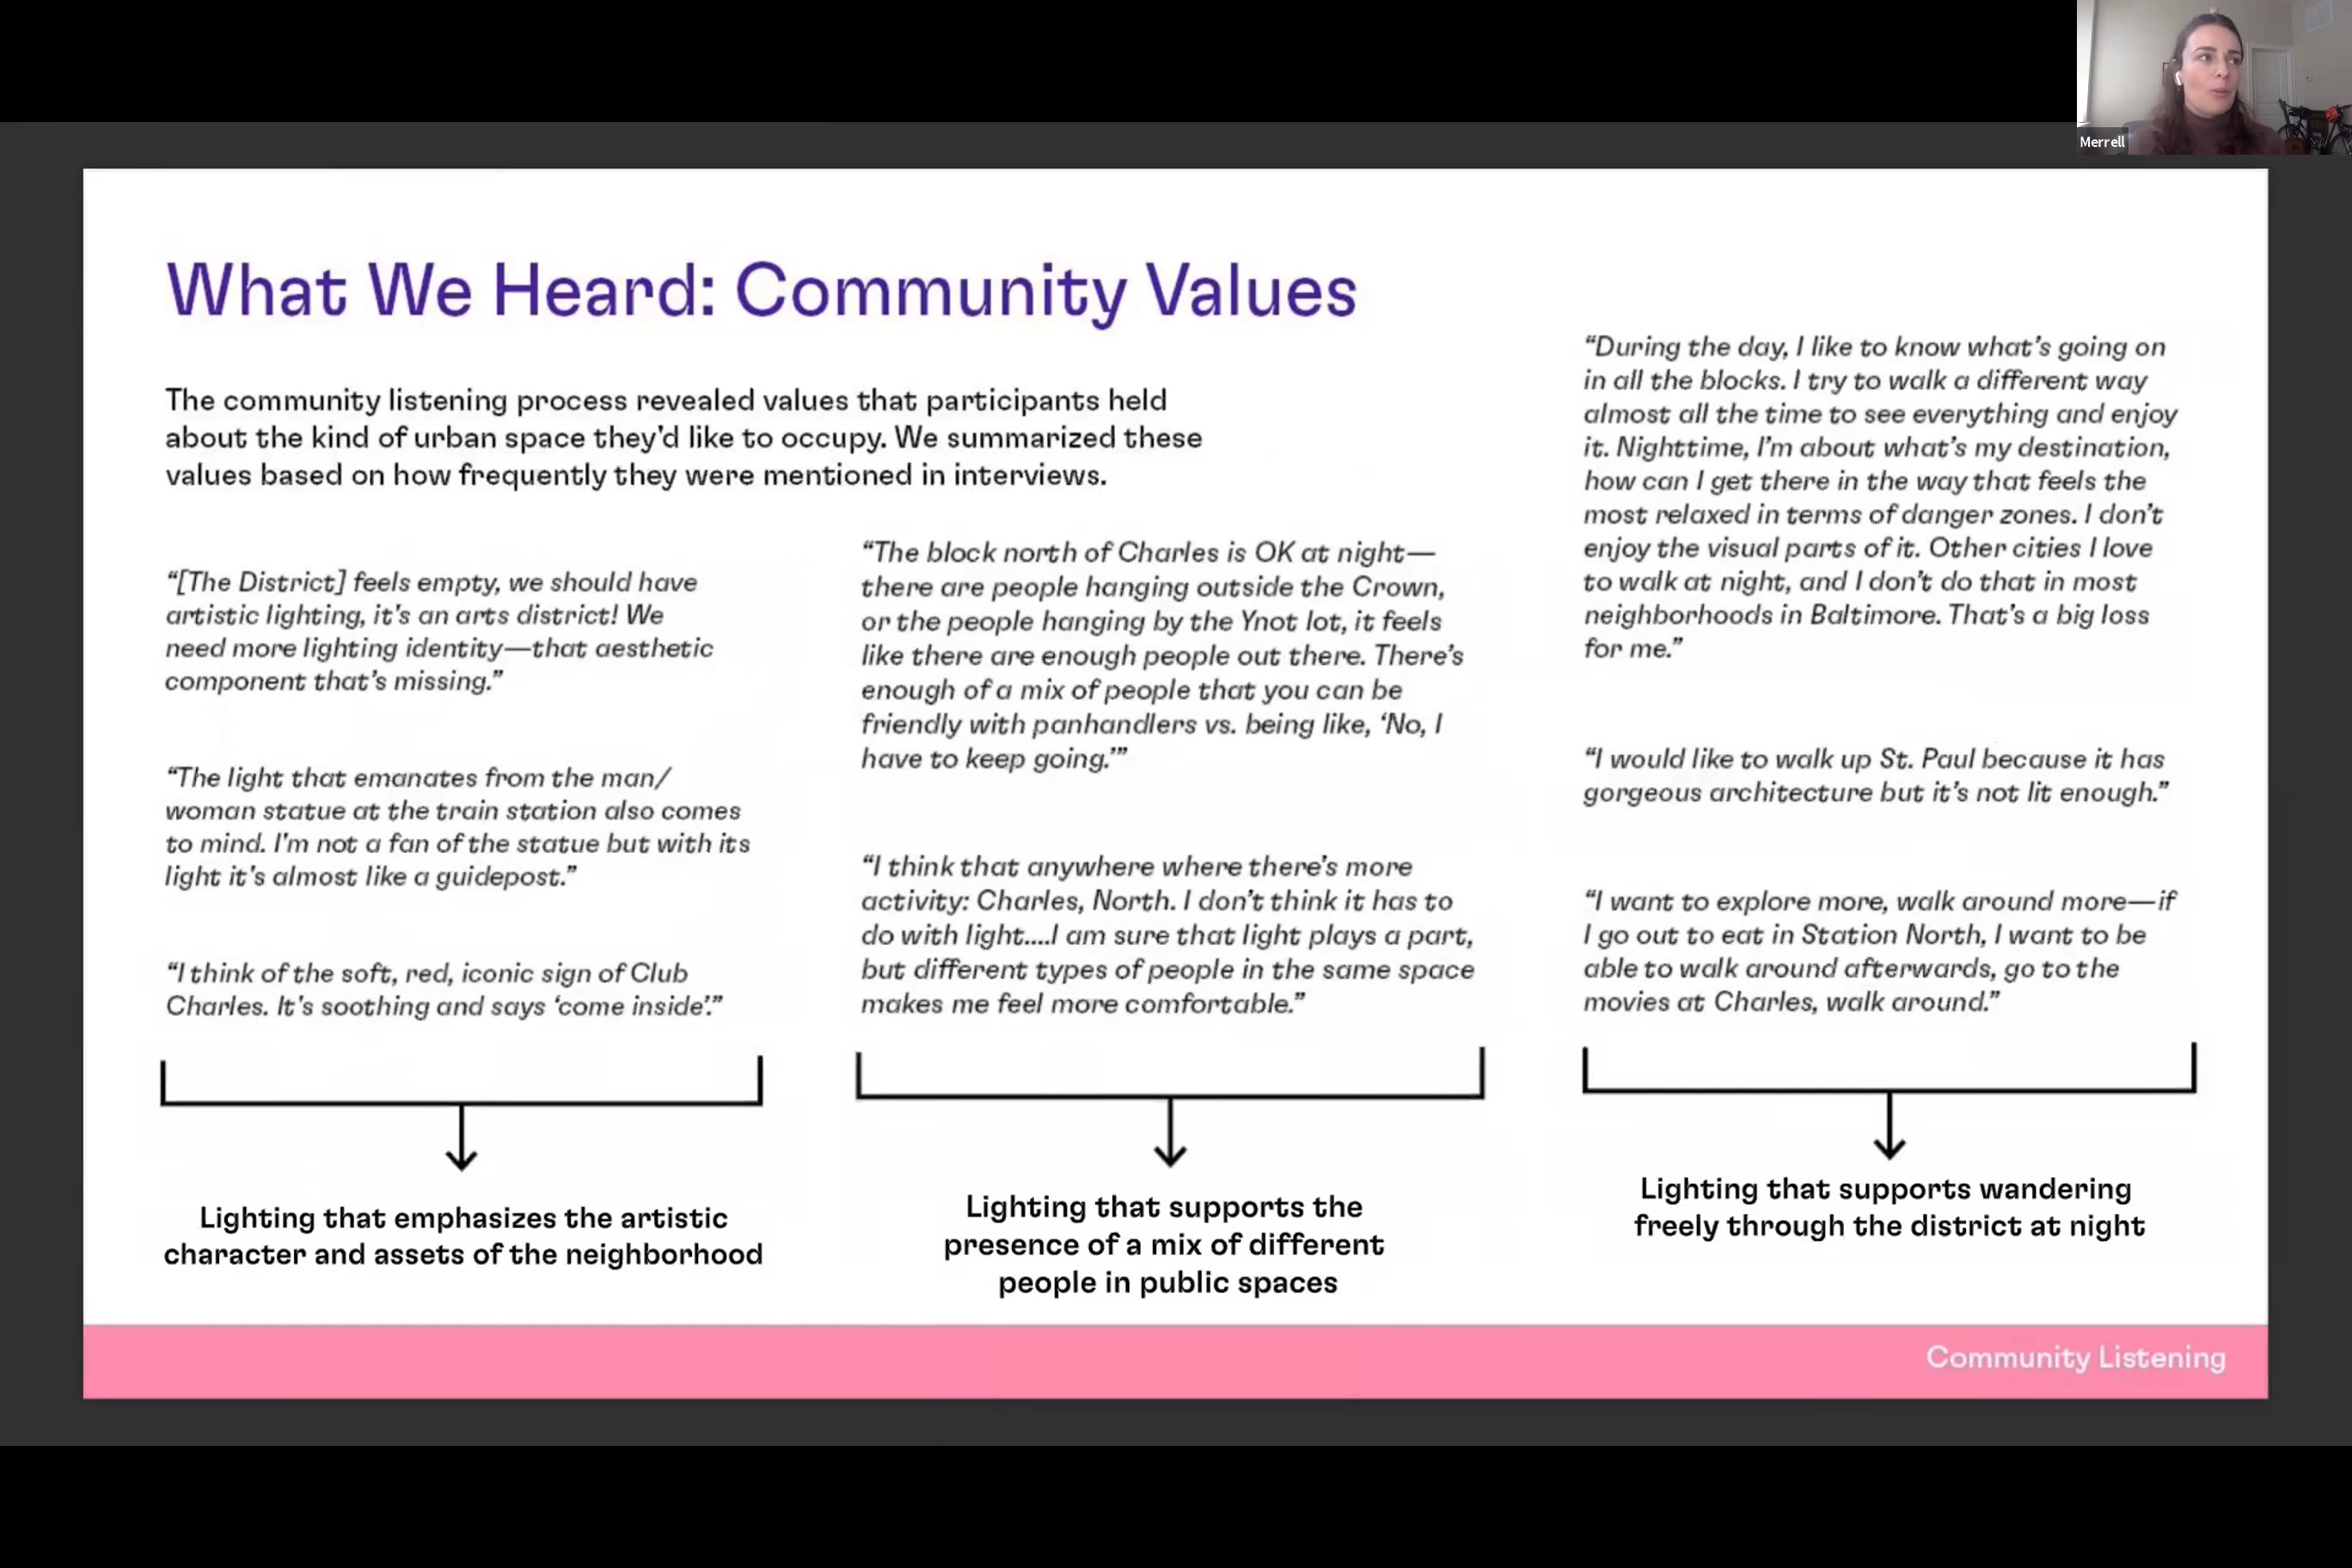 Merrell
What We Heard: Community Values
The community listening process revealed values that participants held
about the kind of urban space they'd like to occupy. We summarized these
values based on how frequently they were mentioned in interviews.
“[The District] feels empty, we should have
artistic lighting, it's an arts district! We
need more lighting identity—that aesthetic
component that's missing.”
“The light that emanates from the man/
woman statue at the train station also comes
to mind. I'm not a fan of the statue but with its
light it's almost like a guidepost.”
“I think of the soft, red, iconic sign of Club
Charles. It's soothing and says ‘come inside’.”
Lighting that emphasizes the artistic
character and assets of the neighborhood
“The block north of Charles is OK at night—
there are people hanging outside the Crown,
or the people hanging by the Ynot lot, it feels
like there are enough people out there. There’s
enough of a mix of people that you can be
friendly with panhandlers vs. being like, ‘No, I
have to keep going.’”
“I think that anywhere where there’s more
activity: Charles, North. I don’t think it has to
do with light....I am sure that light plays a part,
but different types of people in the same space
makes me feel more comfortable.”
Lighting that supports the
presence of a mix of different
people in public spaces
“During the day, I like to know what’s going on
in all the blocks. I try to walk a different way
almost all the time to see everything and enjoy
it. Nighttime, I’m about what’s my destination,
how can I get there in the way that feels the
most relaxed in terms of danger zones. I don’t
enjoy the visual parts of it. Other cities I love
to walk at night, and I don’t do that in most
neighborhoods in Baltimore. That’s a big loss
for me.”
“I would like to walk up St. Paul because it has
gorgeous architecture but it’s not lit enough.”
“I want to explore more, walk around more—if
I go out to eat in Station North, I want to be
able to walk around afterwards, go to the
movies at Charles, walk around.”
Lighting that supports wandering
freely through the district at night
Community Listening